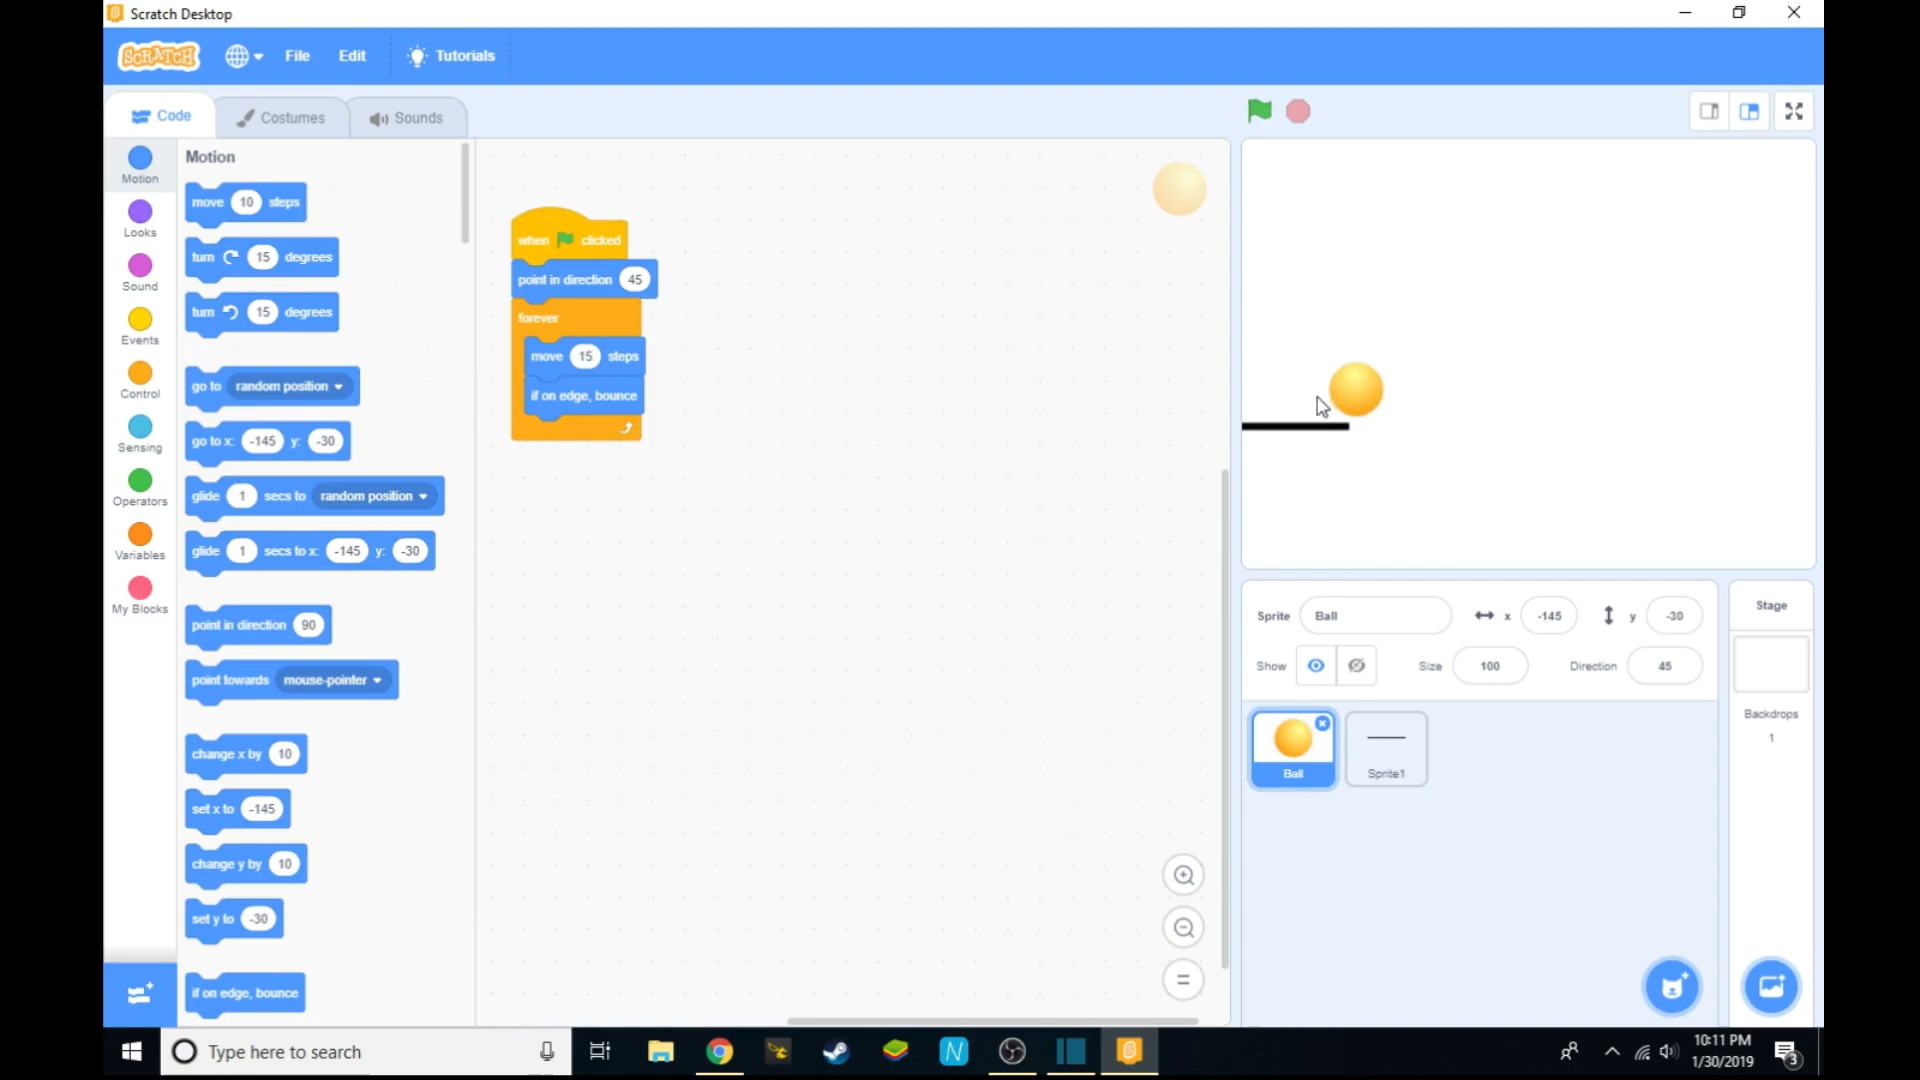 Scratch Desktop
SCRATCH
File
Edit
Tutorials
Code
Costumes
Sounds
Motion
Looks
Sound
Events
Control
Sensing
Operators
Variables
My Blocks
Motion
move 10 steps
turn 15 degrees
turn 15 degrees
go to random position
go to x: -145 y: -30
glide 1 secs to random position
glide 1 secs to x: -145 y: -30
point in direction 90
point towards mouse-pointer
change x by 10
set x to -145
change y by 10
set y to -30
if on edge, bounce
when clicked
point in direction 45
forever
move 15 steps
if on edge, bounce
Sprite Ball x -145 y -30
Show Size 100 Direction 45
Ball
Sprite1
Stage
Backdrops
1
Type here to search
N
10:11 PM
1/30/2019
3